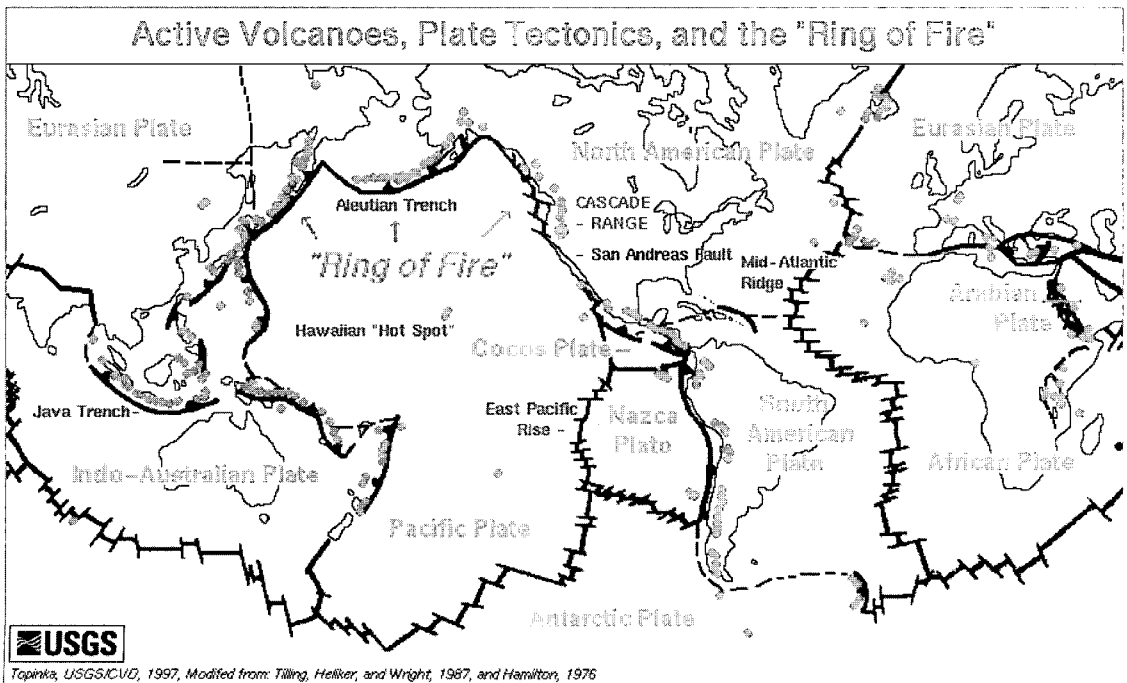 Active Volcanoes, Plate Tectonics, and the "Ring of Fire"
Eurasian Plate
North American Plate
Eurasian Plate
Aleutian Trench
CASCADE
- RANGE
"Ring of Fire"
- San Andreas Fault
Mid-Atlantic
Ridge
Arabian
Plate
Hawaiian "Hot Spot"
Cocos Plate -
Java Trench-
East Pacific
Rise -
Nazca
Plate
South
American
Plate
African Plate
Indo-Australian Plate
Pacific Plate
Antarctic Plate
USGS
Topinka, USGS/CVO, 1997, Modifed from: Tilling, Heliker, and Wright, 1987, and Hamilton, 1976